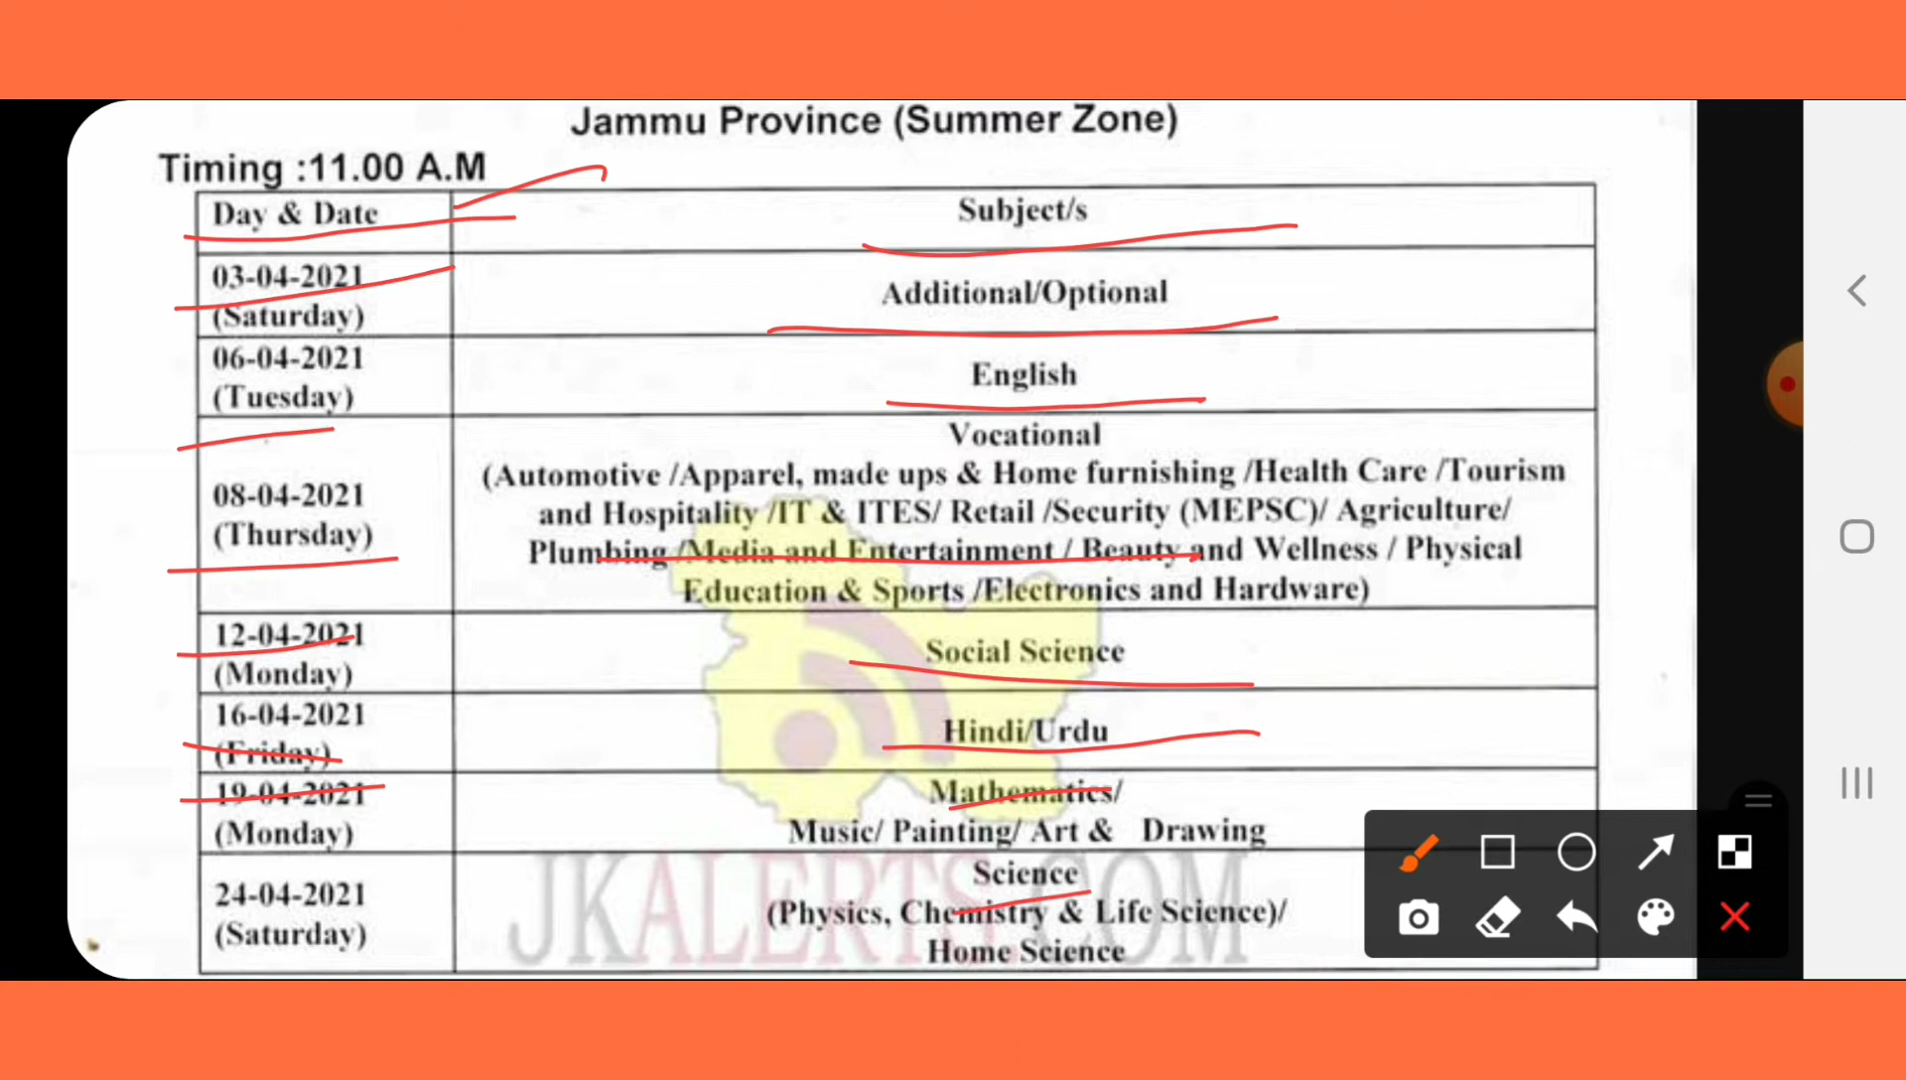 Jammu Province (Summer Zone)
Timing :11.00 A.M
Day & Date
Subject/s
03-04-2021
(Saturday)
Additional/Optional
06-04-2021
(Tuesday)
English
08-04-2021
(Thursday)
Vocational
(Automotive /Apparel, made ups & Home furnishing /Health Care /Tourism
and Hospitality /IT & ITES/ Retail /Security (MEPSC)/ Agriculture/
Plumbing /Media and Entertainment / Beauty and Wellness / Physical
Education & Sports /Electronics and Hardware)
12-04-2021
(Monday)
Social Science
16-04-2021
(Friday)
Hindi/Urdu
19-04-2021
(Monday)
Mathematics/
Music/ Painting/ Art & Drawing
24-04-2021
(Saturday)
Science
(Physics, Chemistry & Life Science)/
Home Science
JKALERTS.COM